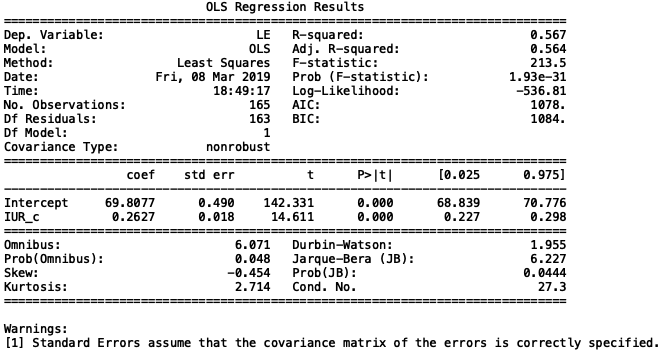 OLS Regression Results
==============================================================================
Dep. Variable: LE R-squared: 0.567
Model: OLS Adj. R-squared: 0.564
Method: Least Squares F-statistic: 213.5
Date: Fri, 08 Mar 2019 Prob (F-statistic): 1.93e-31
Time: 18:49:17 Log-Likelihood: -536.81
No. Observations: 165 AIC: 1078.
Df Residuals: 163 BIC: 1084.
Df Model: 1
Covariance Type: nonrobust
==============================================================================
coef std err t P>|t| [0.025 0.975]
------------------------------------------------------------------------------
Intercept 69.8077 0.490 142.331 0.000 68.839 70.776
IUR_c 0.2627 0.018 14.611 0.000 0.227 0.298
==============================================================================
Omnibus: 6.071 Durbin-Watson: 1.955
Prob(Omnibus): 0.048 Jarque-Bera (JB): 6.227
Skew: -0.454 Prob(JB): 0.0444
Kurtosis: 2.714 Cond. No. 27.3
==============================================================================
Warnings:
[1] Standard Errors assume that the covariance matrix of the errors is correctly specified.